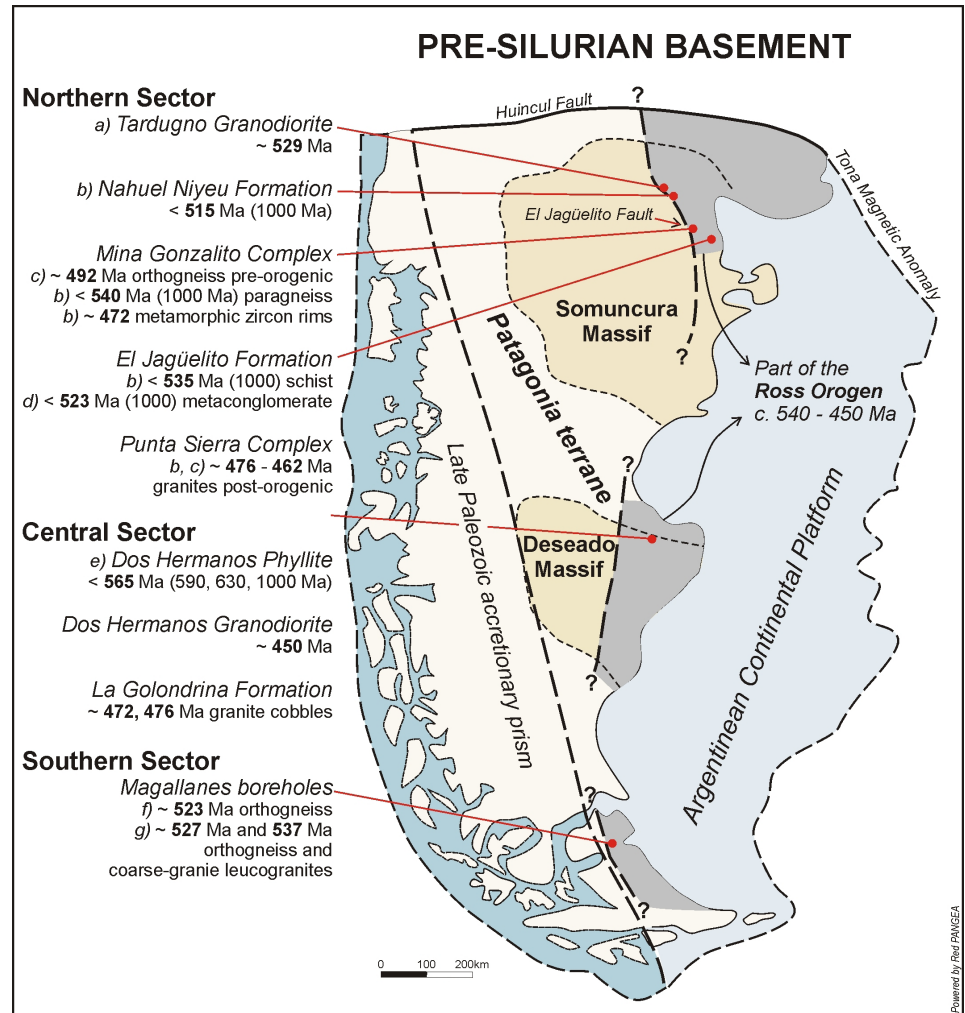 PRE-SILURIAN BASEMENT
Northern Sector
a) Tardugno Granodiorite
~ 529 Ma
b) Nahuel Niyeu Formation
< 515 Ma (1000 Ma)
Mina Gonzalito Complex
c) ~ 492 Ma orthogneiss pre-orogenic
b) < 540 Ma (1000 Ma) paragneiss
b) ~ 472 metamorphic zircon rims
El Jagüelito Formation
b) < 535 Ma (1000) schist
d) < 523 Ma (1000) metaconglomerate
Punta Sierra Complex
b, c) ~ 476 - 462 Ma
granites post-orogenic
Central Sector
e) Dos Hermanos Phyllite
< 565 Ma (590, 630, 1000 Ma)
Dos Hermanos Granodiorite
~ 450 Ma
La Golondrina Formation
~ 472, 476 Ma granite cobbles
Southern Sector
Magallanes boreholes
f) ~ 523 Ma orthogneiss
g) ~ 527 Ma and 537 Ma
orthogneiss and
coarse-granie leucogranites
Huincul Fault
?
Tona Magnetic Anomaly
El Jagüelito Fault
Somuncura
Massif
?
Patagonia terrane
Part of the
Ross Orogen
c. 540 - 450 Ma
?
Late Paleozoic accretionary prism
Deseado
Massif
?
Argentinean Continental Platform
?
?
0 100 200km
Powered by Red PANGEA